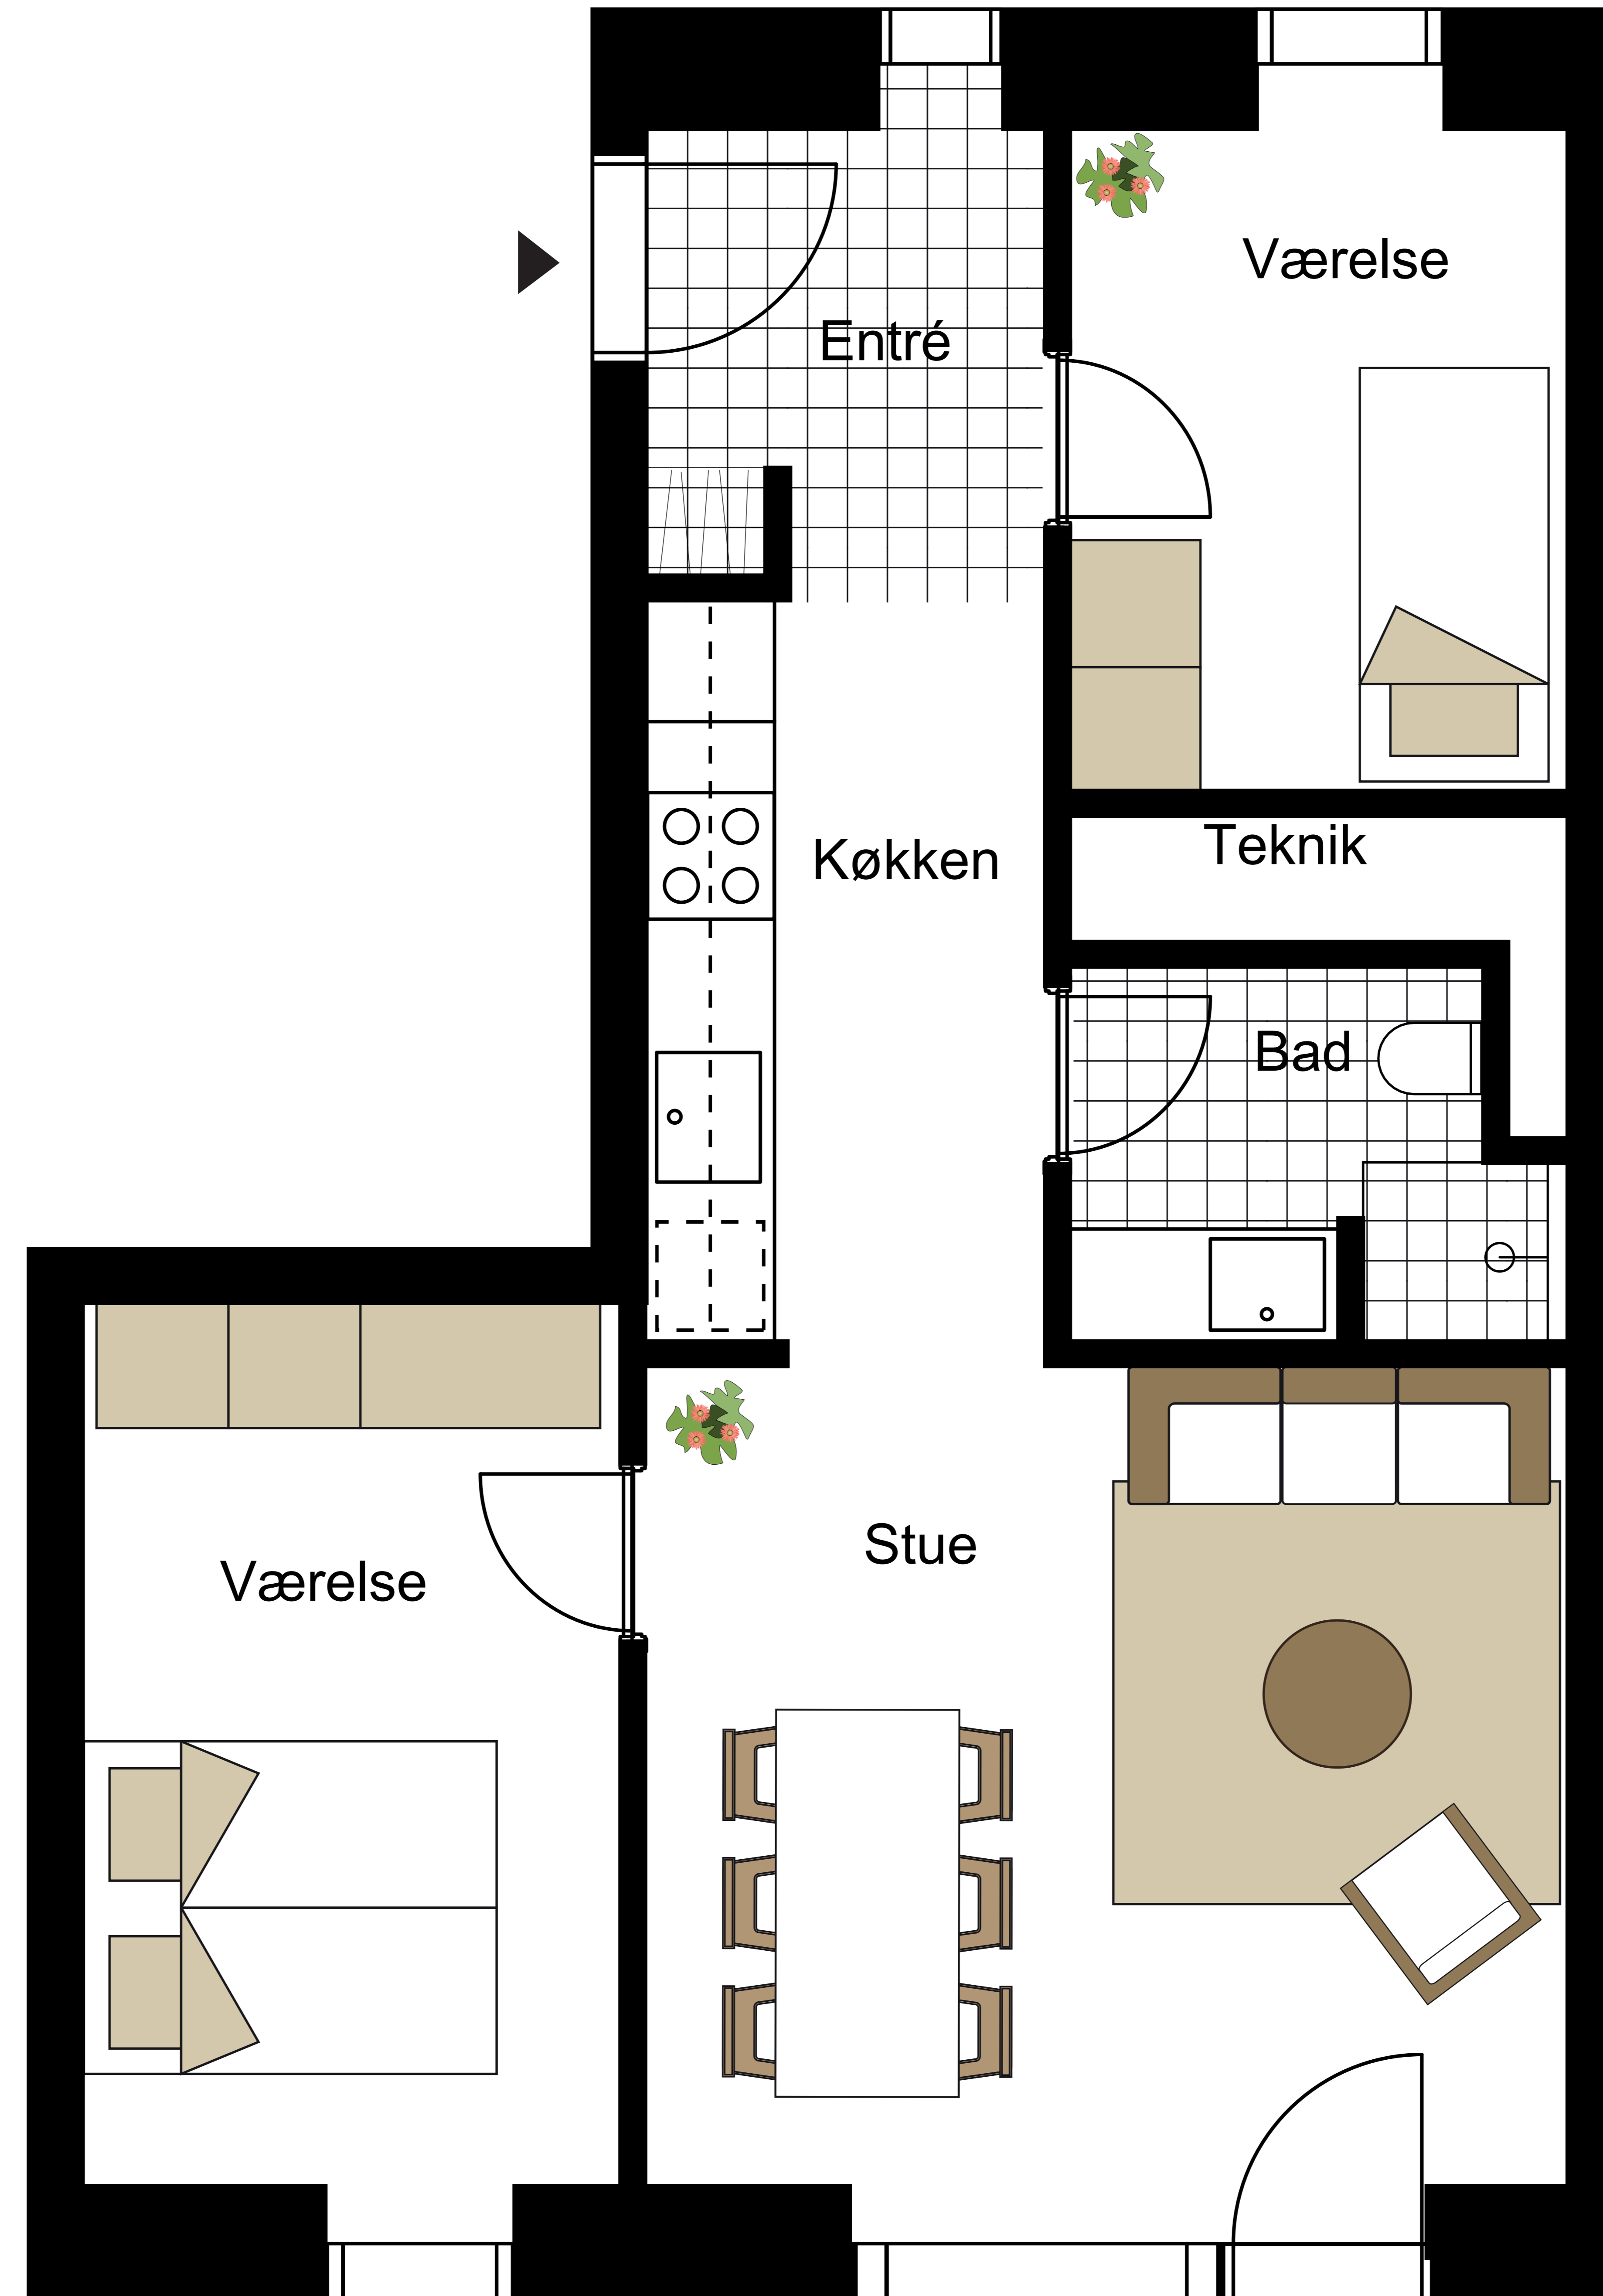 Værelse
Entré
Teknik
Køkken
Bad
Stue
Værelse